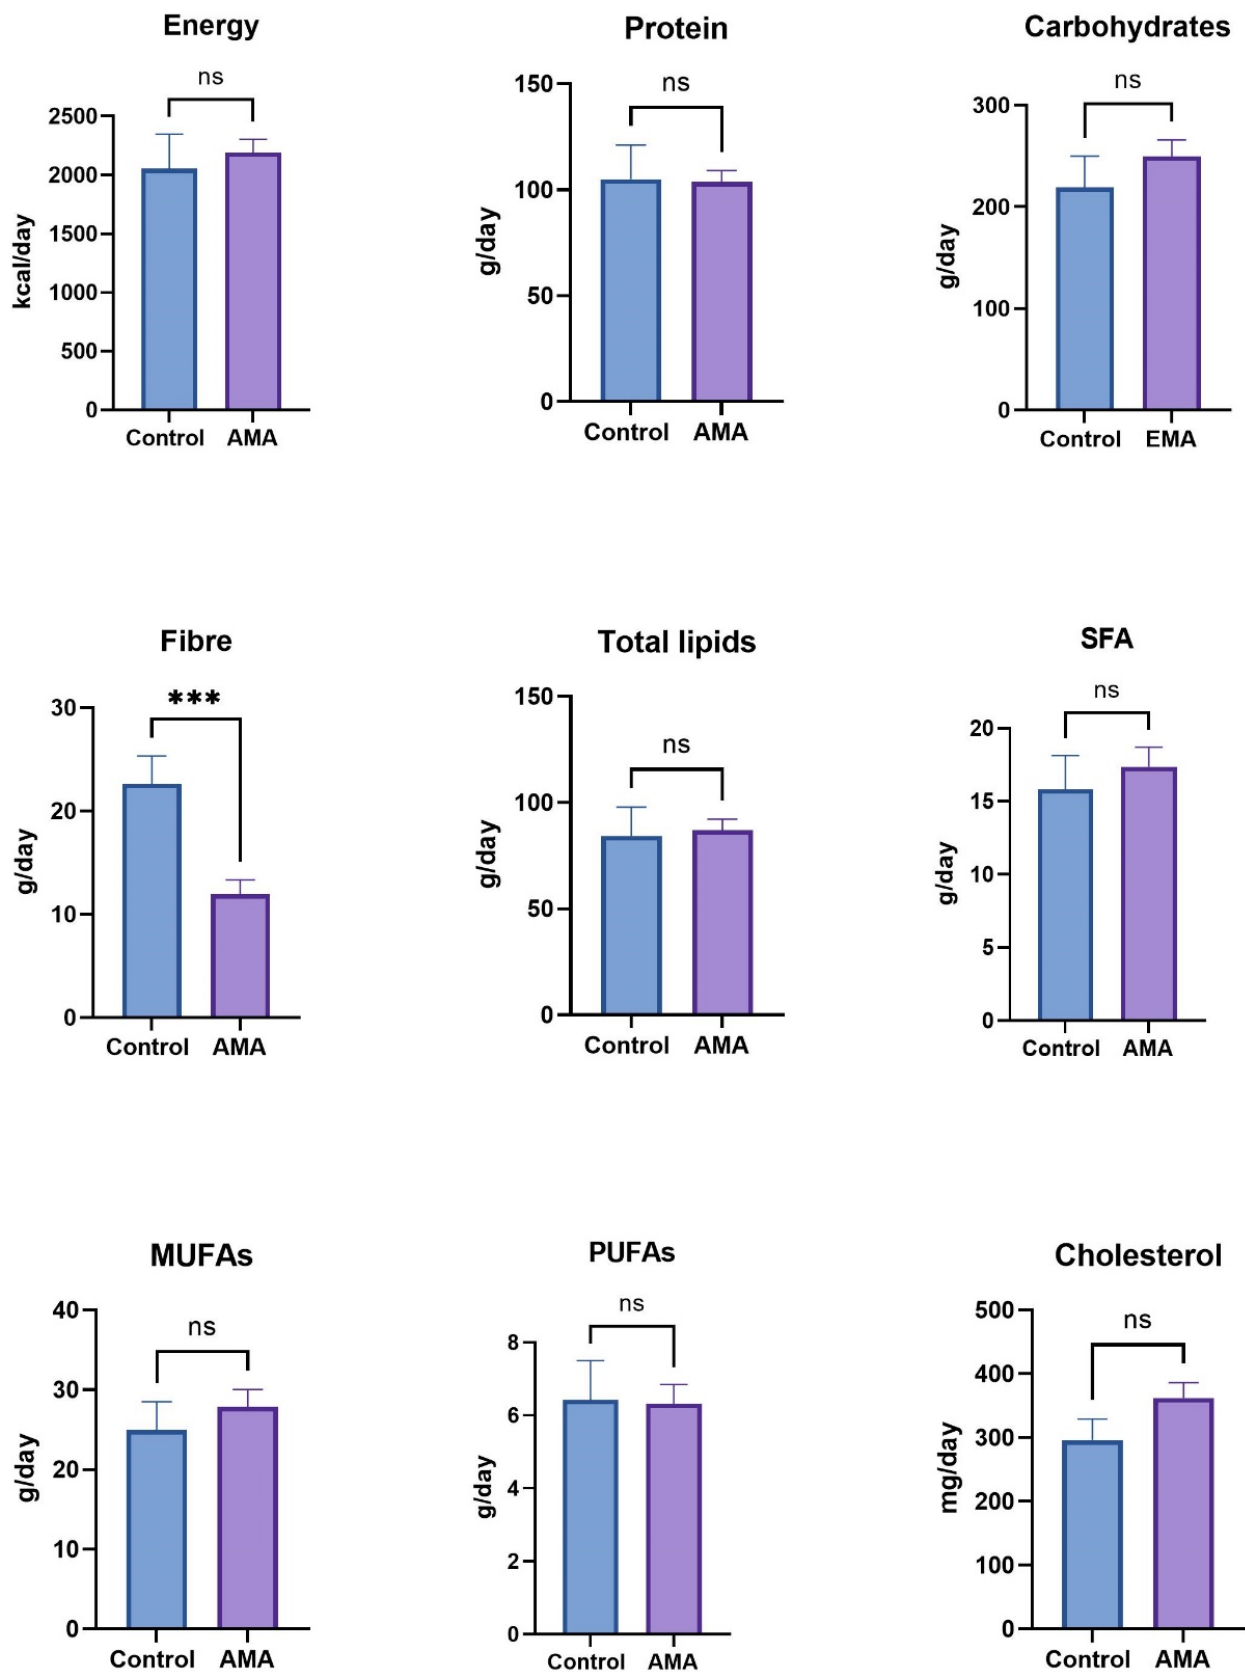 Energy
ns
2500
2000
1500
1000
500
0
kcal/day
Control AMA
Protein
ns
150
100
50
0
g/day
Control AMA
Carbohydrates
ns
300
200
100
0
g/day
Control EMA
Fibre
***
30
20
10
0
g/day
Control AMA
Total lipids
ns
150
100
50
0
g/day
Control AMA
SFA
ns
20
15
10
5
0
g/day
Control AMA
MUFAs
ns
40
30
20
10
0
g/day
Control AMA
PUFAs
ns
8
6
4
2
0
g/day
Control AMA
Cholesterol
ns
500
400
300
200
100
0
mg/day
Control AMA